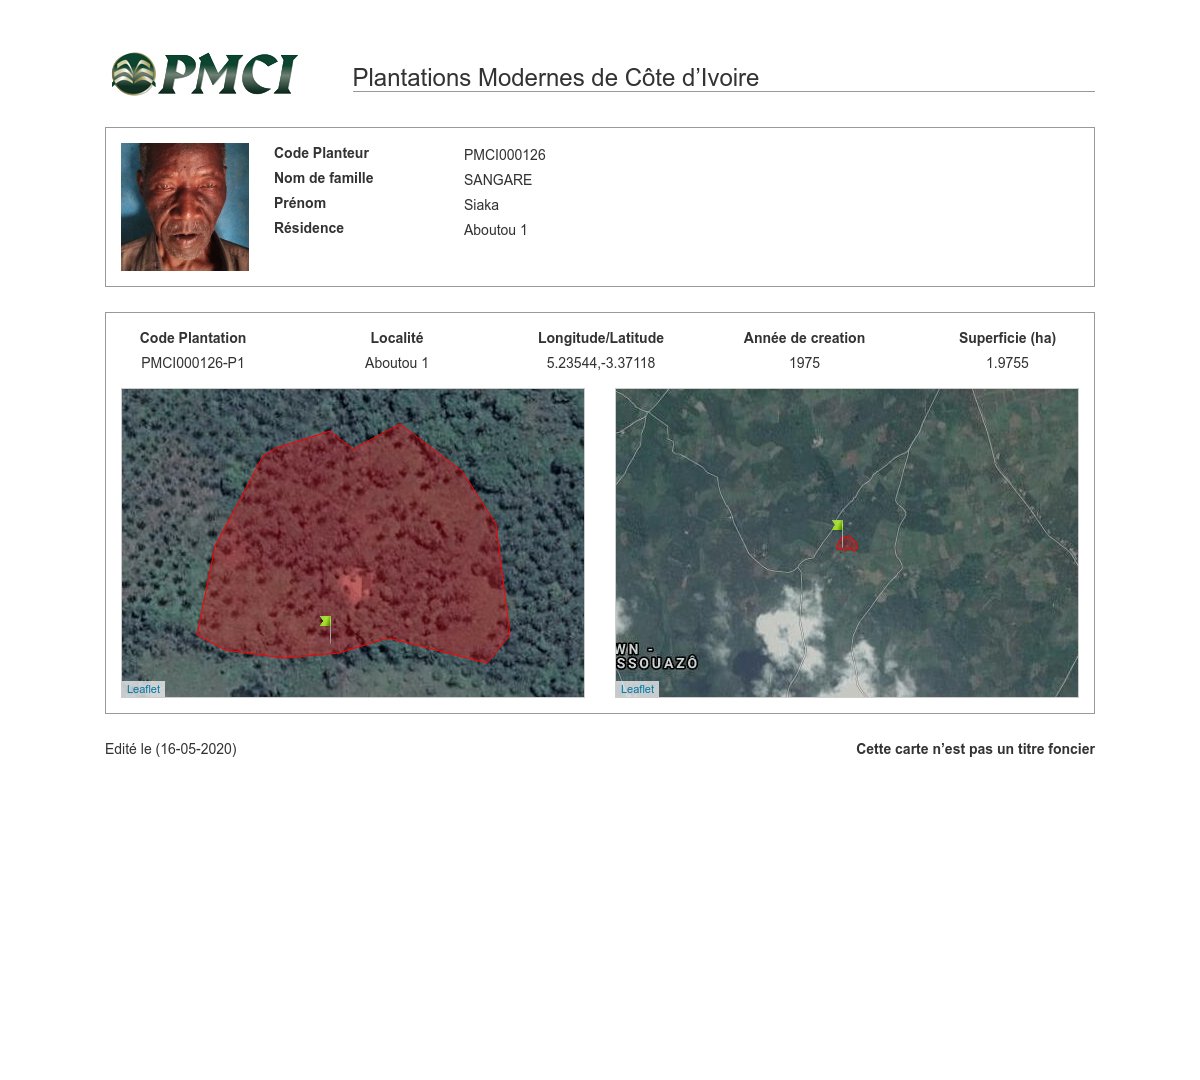 PMCI
Plantations Modernes de Côte d’Ivoire
Code Planteur PMCI000126
Nom de famille SANGARE
Prénom Siaka
Résidence Aboutou 1
Code Plantation Localité Longitude/Latitude Année de creation Superficie (ha)
PMCI000126-P1 Aboutou 1 5.23544,-3.37118 1975 1.9755
WN -
SSOUAZÔ
Leaflet Leaflet
Edité le (16-05-2020) Cette carte n’est pas un titre foncier